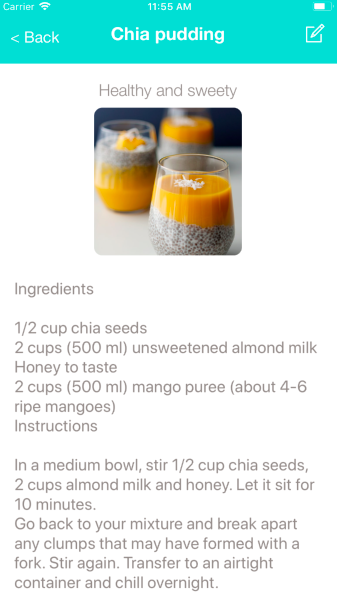 Carrier 11:55 AM
< Back Chia pudding
Healthy and sweety
Ingredients
1/2 cup chia seeds
2 cups (500 ml) unsweetened almond milk
Honey to taste
2 cups (500 ml) mango puree (about 4-6
ripe mangoes)
Instructions
In a medium bowl, stir 1/2 cup chia seeds,
2 cups almond milk and honey. Let it sit for
10 minutes.
Go back to your mixture and break apart
any clumps that may have formed with a
fork. Stir again. Transfer to an airtight
container and chill overnight.